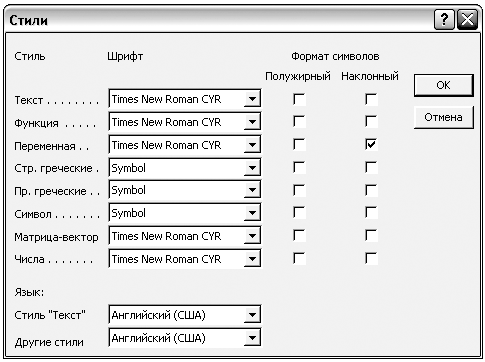 Стили
Стиль Шрифт Формат символов
Полужирный Наклонный
OK
Текст . . . . . . . . Times New Roman CYR
Отмена
Функция . . . . . Times New Roman CYR
Переменная . . Times New Roman CYR
Стр. греческие . Symbol
Пр. греческие . Symbol
Символ . . . . . . Symbol
Матрица-вектор Times New Roman CYR
Числа . . . . . . . Times New Roman CYR
Язык:
Стиль "Текст" Английский (США)
Другие стили Английский (США)